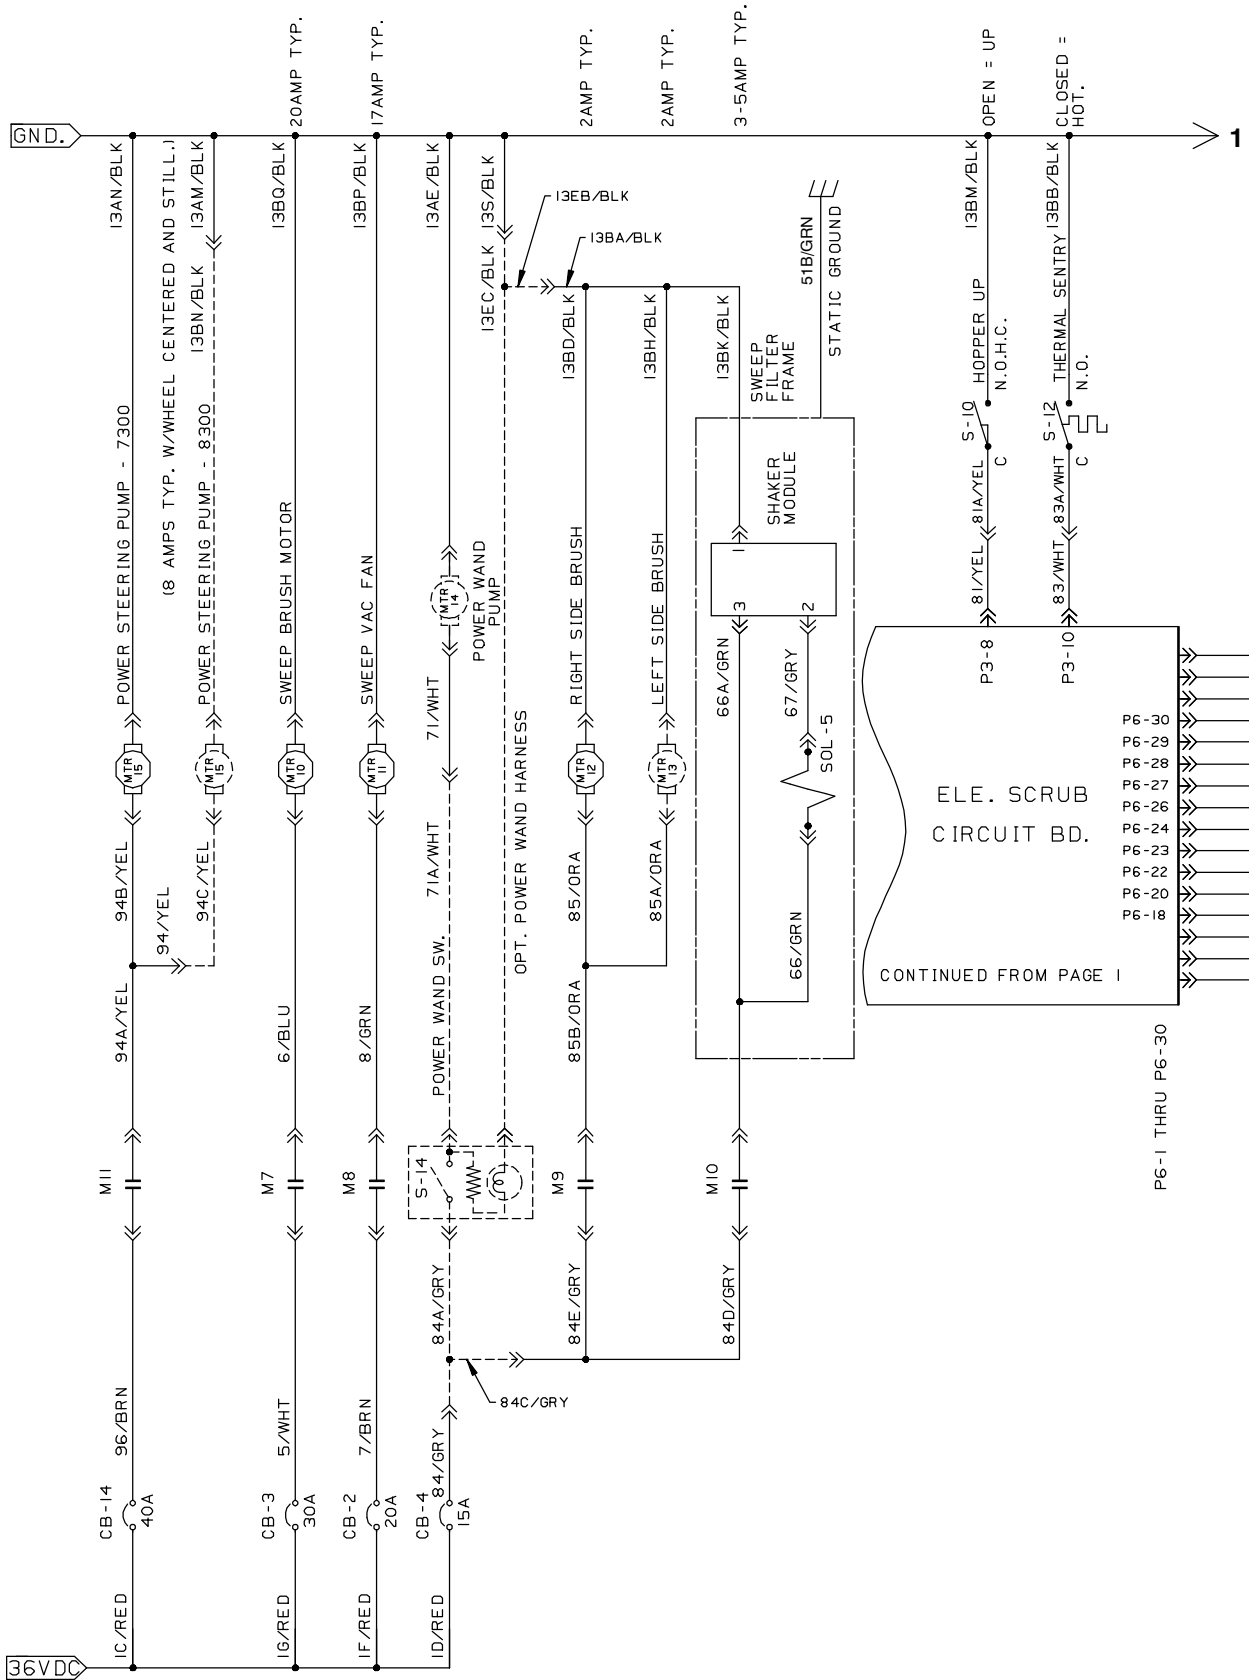 36VDC
GND.
1
1C/RED
CB-14
40A
96/BRN
M11
94A/YEL
94/YEL
94B/YEL
MTR
15
POWER STEERING PUMP - 7300
13AN/BLK
94C/YEL
MTR
15
POWER STEERING PUMP - 8300
(8 AMPS TYP. W/WHEEL CENTERED AND STILL.)
13BN/BLK
13AM/BLK
1G/RED
CB-3
30A
5/WHT
M7
6/BLU
MTR
10
SWEEP BRUSH MOTOR
13BQ/BLK
20AMP TYP.
1F/RED
CB-2
20A
7/BRN
M8
8/GRN
MTR
11
SWEEP VAC FAN
13BP/BLK
17AMP TYP.
1D/RED
CB-4
15A
84/GRY
84C/GRY
84A/GRY
S-14
POWER WAND SW.
71A/WHT
71/WHT
MTR
14
POWER WAND
PUMP
13AE/BLK
OPT. POWER WAND HARNESS
13EC/BLK
13S/BLK
13EB/BLK
13BA/BLK
84E/GRY
M9
85B/ORA
85/ORA
MTR
12
RIGHT SIDE BRUSH
13BD/BLK
2AMP TYP.
85A/ORA
MTR
13
LEFT SIDE BRUSH
13BH/BLK
2AMP TYP.
84D/GRY
M10
66A/GRN
3
1
13BK/BLK
3-5AMP TYP.
66/GRN
SOL-5
67/GRY
2
SHAKER
MODULE
SWEEP
FILTER
FRAME
51B/GRN
STATIC GROUND
P3-8
81/YEL
81A/YEL
S-10
C
HOPPER UP
N.O.H.C.
13BM/BLK
OPEN = UP
P3-10
83/WHT
83A/WHT
S-12
C
THERMAL SENTRY
N.O.
13BB/BLK
CLOSED =
HOT.
ELE. SCRUB
CIRCUIT BD.
CONTINUED FROM PAGE 1
P6-30
P6-29
P6-28
P6-27
P6-26
P6-24
P6-23
P6-22
P6-20
P6-18
P6-1 THRU P6-30